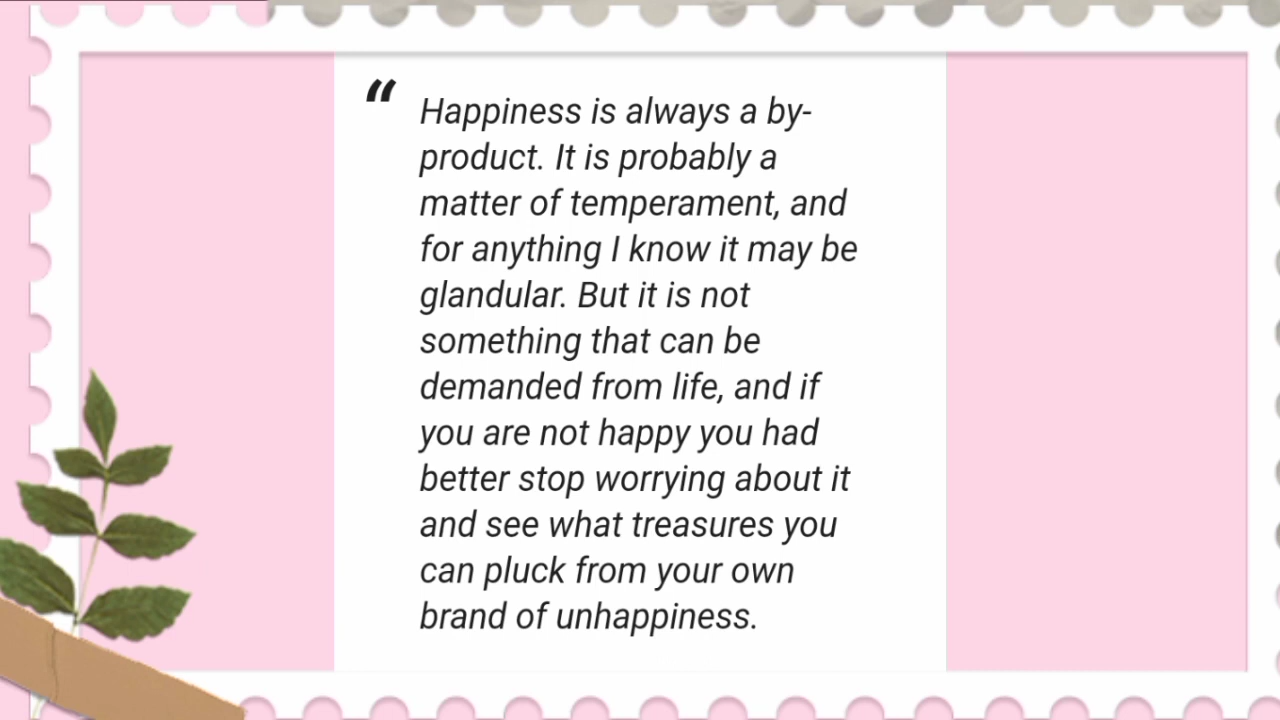 “
Happiness is always a by-
product. It is probably a
matter of temperament, and
for anything I know it may be
glandular. But it is not
something that can be
demanded from life, and if
you are not happy you had
better stop worrying about it
and see what treasures you
can pluck from your own
brand of unhappiness.